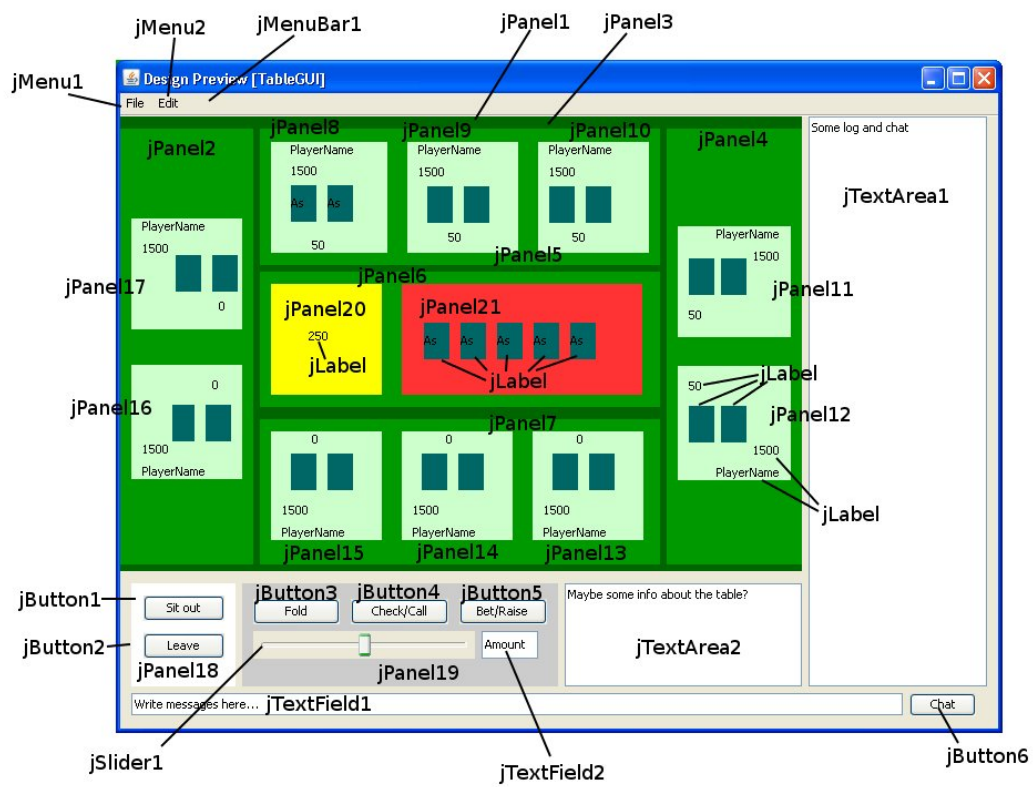 jMenu1
jMenu2
jMenuBar1
jPanel1
jPanel3
Design Preview [TableGUI]
File Edit
jPanel2
jPanel8
PlayerName
1500
As As
50
jPanel9
PlayerName
1500
50
jPanel10
PlayerName
1500
50
jPanel5
jPanel4
PlayerName
1500
jPanel17
0
jPanel6
jPanel20
250
jLabel
jPanel21
As As As As As
jLabel
PlayerName
1500
jPanel11
50
0
jPanel16
1500
PlayerName
50
jLabel
jPanel12
1500
PlayerName
jLabel
jPanel7
0
1500
PlayerName
jPanel15
0
1500
PlayerName
jPanel14
0
1500
PlayerName
jPanel13
Some log and chat
jTextArea1
jButton1
Sit out
jButton2
Leave
jPanel18
jButton3
Fold
jButton4
Check/Call
jButton5
Bet/Raise
Amount
jPanel19
Maybe some info about the table?
jTextArea2
Write messages here... jTextField1
Chat
jSlider1
jTextField2
jButton6